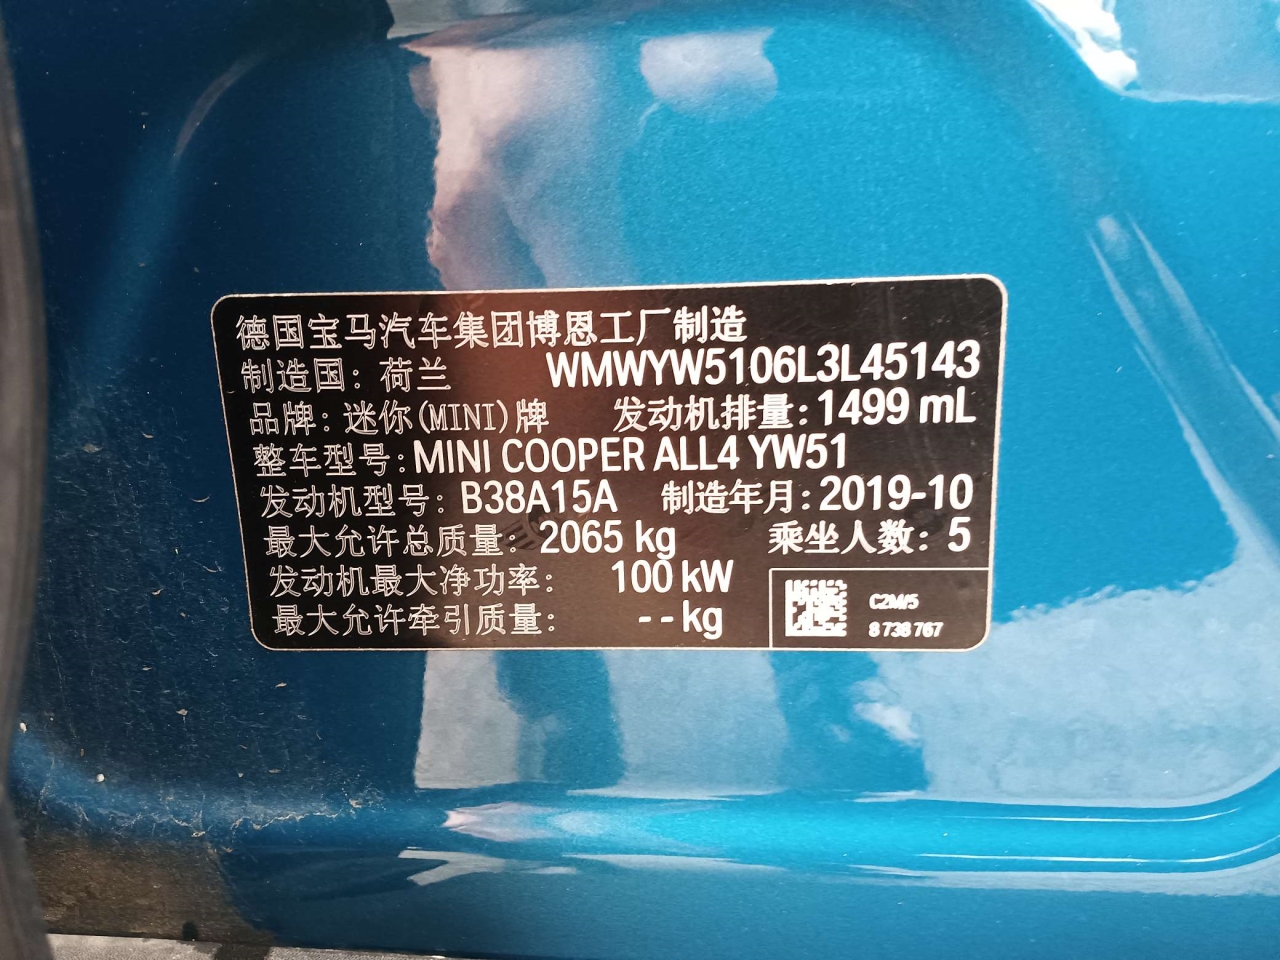 德国宝马汽车集团博恩工厂制造
制造国: 荷兰 WMWYW5106L3L45143
品牌: 迷你(MINI)牌 发动机排量: 1499 mL
整车型号: MINI COOPER ALL4 YW51
发动机型号: B38A15A 制造年月: 2019-10
最大允许总质量: 2065 kg 乘坐人数: 5
发动机最大净功率: 100 kW
最大允许牵引质量: -- kg
8 738 767